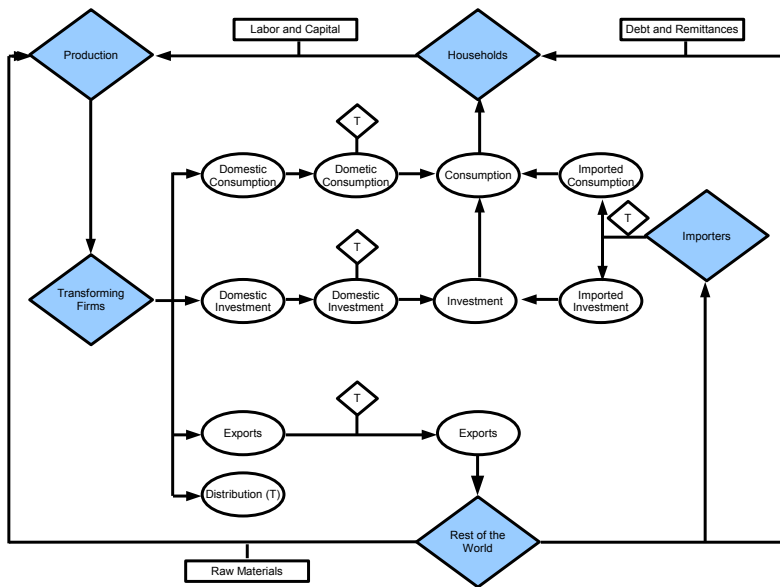 Labor and Capital
Debt and Remittances
Production
Households
T
Domestic
Consumption
Dometic
Consumption
Consumption
Imported
Consumption
T
Importers
T
Transforming
Firms
Domestic
Investment
Domestic
Investment
Investment
Imported
Investment
T
Exports
Exports
Distribution (T)
Rest of the
World
Raw Materials